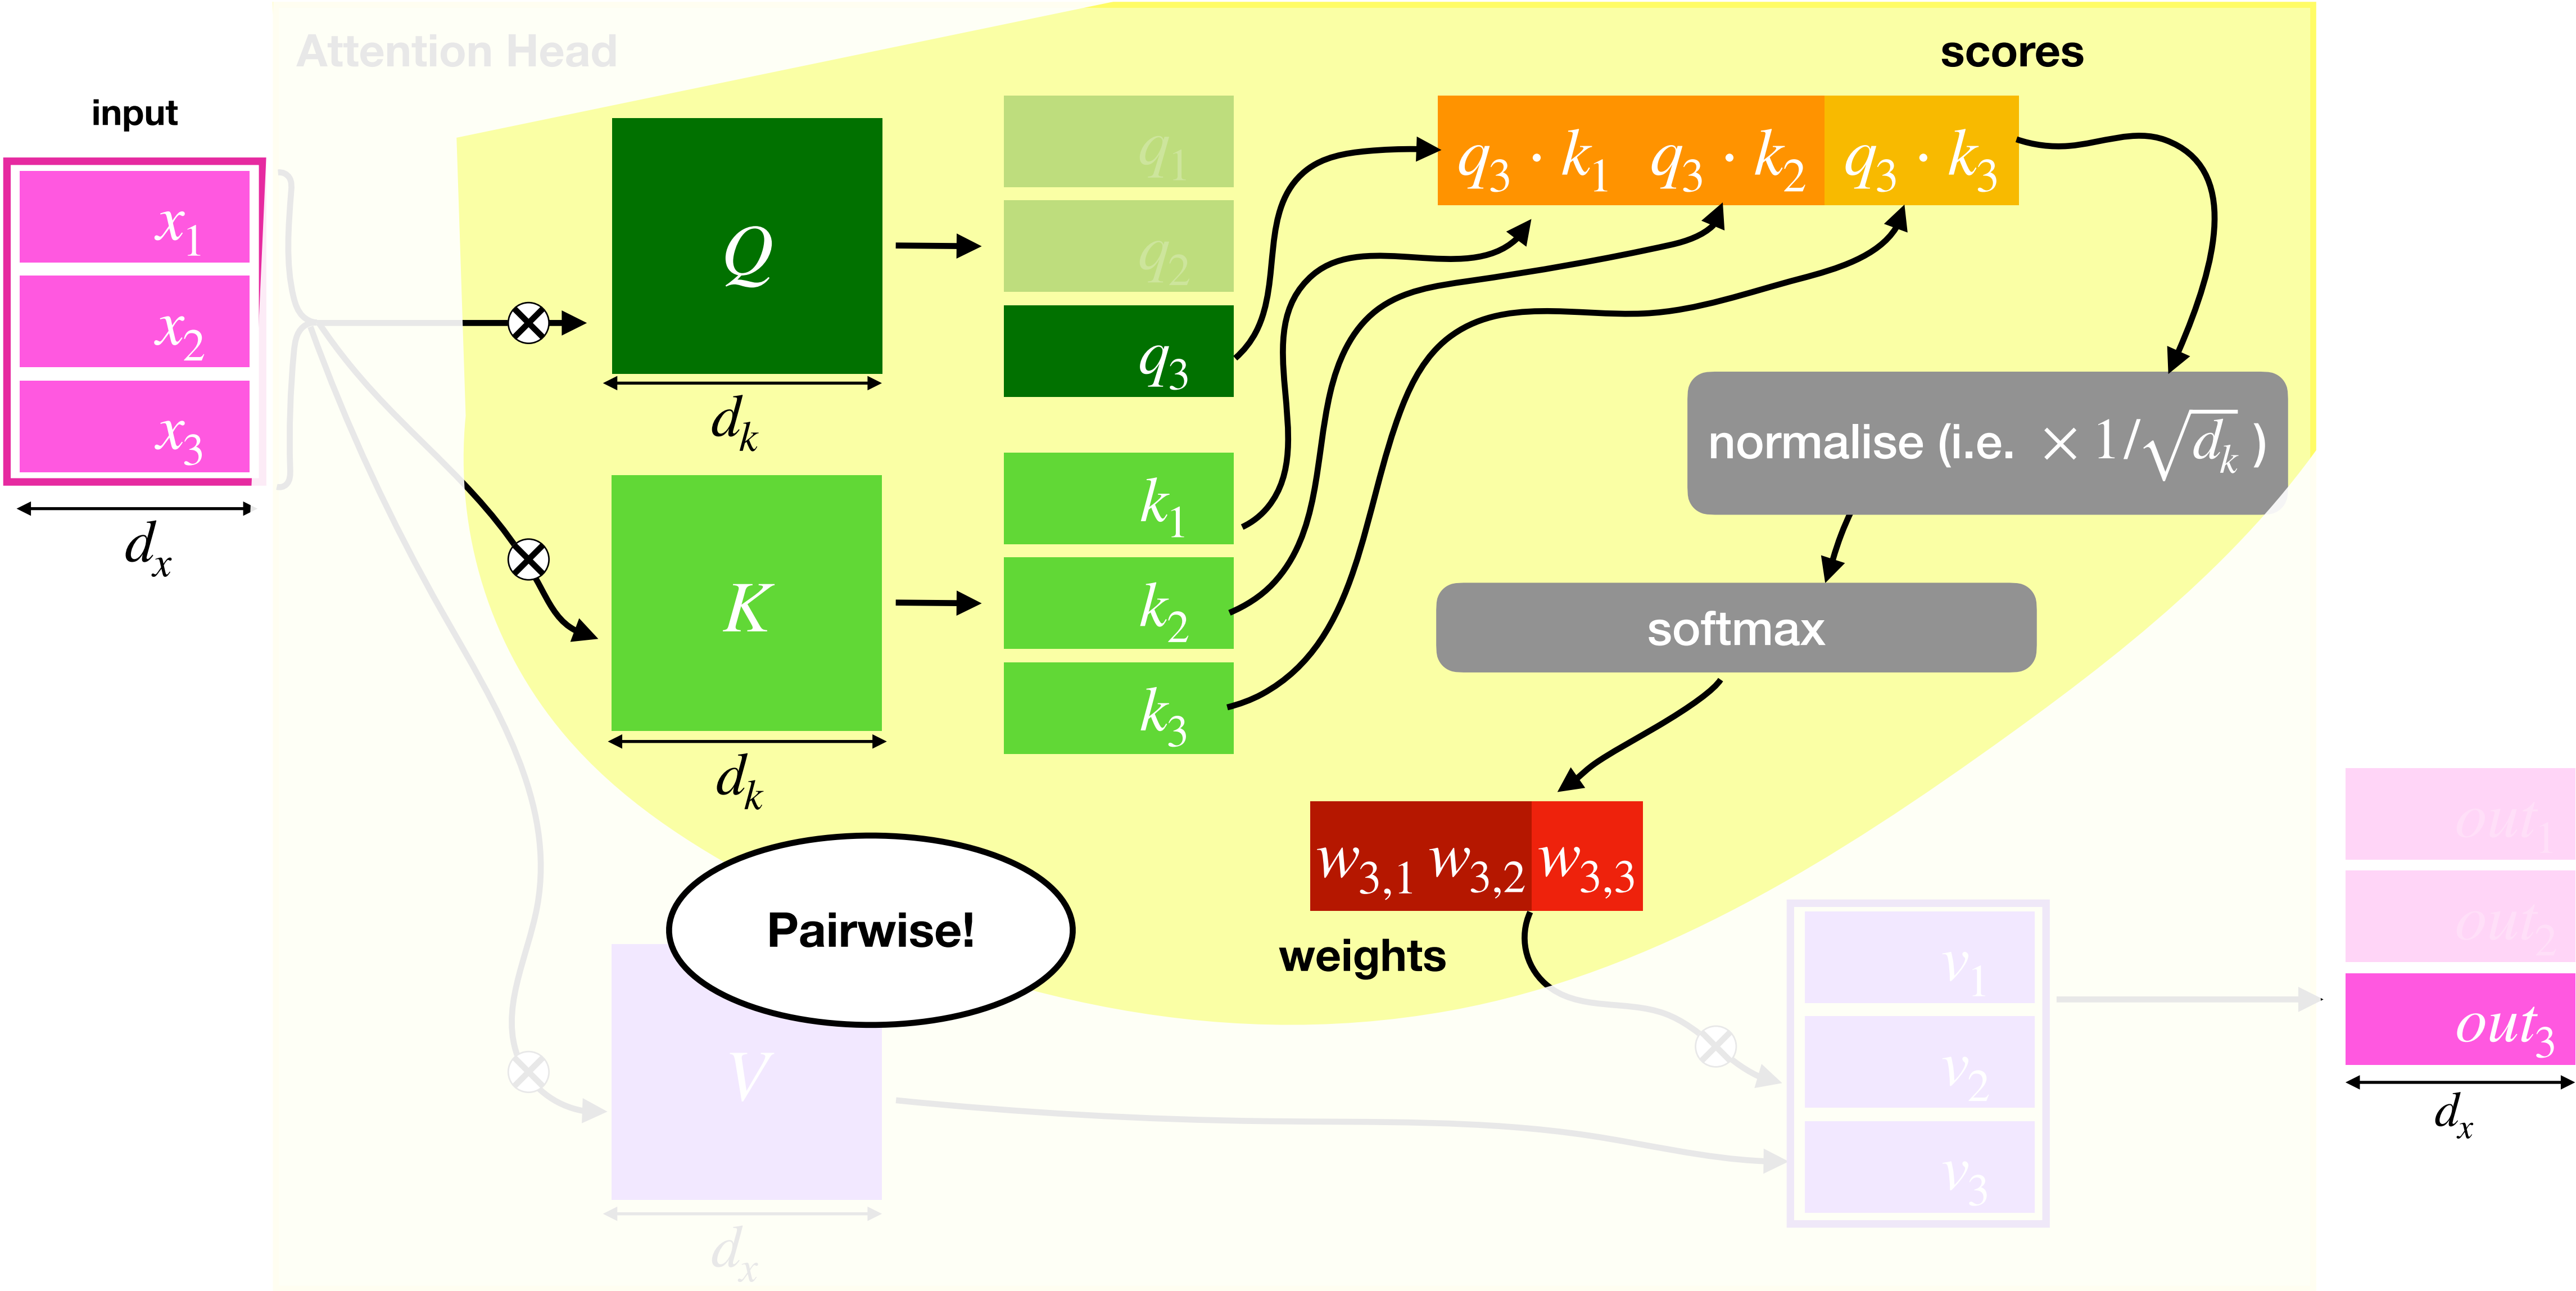 Attention Head
scores
input
x₁
x₂
x₃
dₓ
Q
dₖ
q₁
q₂
q₃
q₃ · k₁ q₃ · k₂ q₃ · k₃
normalise (i.e. × 1/√dₖ )
K
dₖ
k₁
k₂
k₃
softmax
w₃,₁ w₃,₂ w₃,₃
weights
Pairwise!
V
dₓ
v₁
v₂
v₃
out₁
out₂
out₃
dₓ